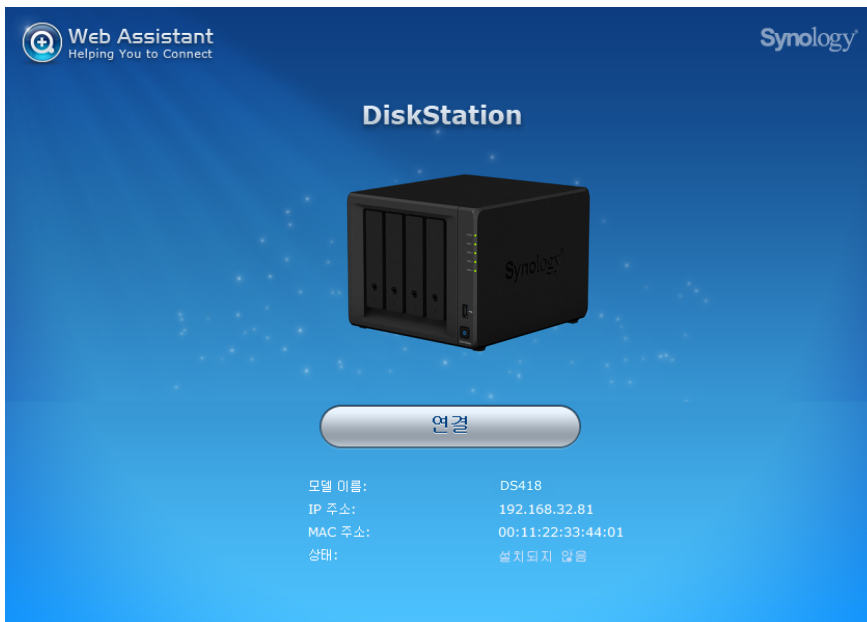 Web Assistant
Helping You to Connect
Synology
DiskStation
Synology
연결
모델 이름: DS418
IP 주소: 192.168.32.81
MAC 주소: 00:11:22:33:44:01
상태: 설치되지 않음